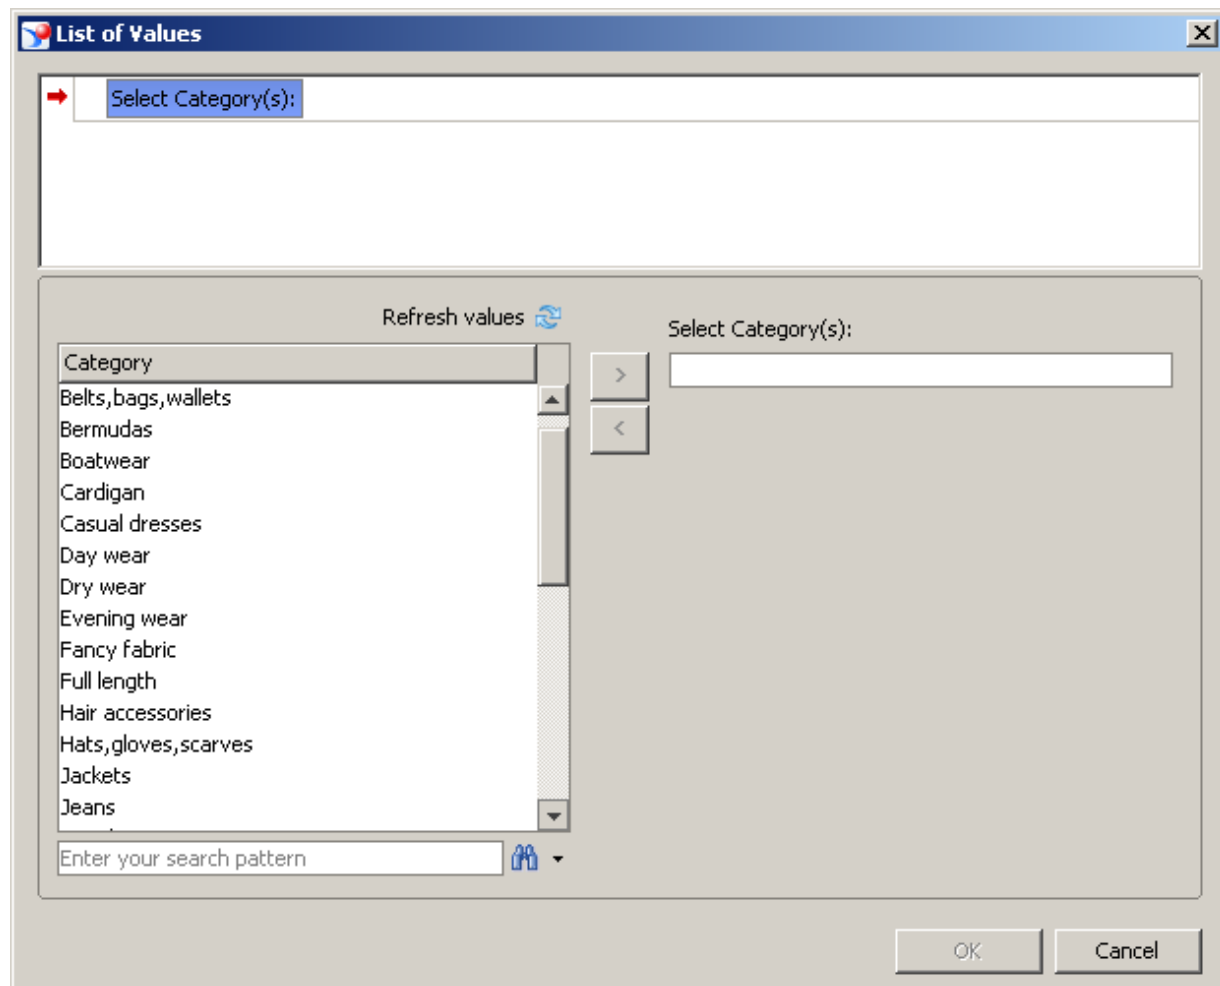 List of Values
Select Category(s):
Refresh values
Select Category(s):
Category
>
<
Belts,bags,wallets
Bermudas
Boatwear
Cardigan
Casual dresses
Day wear
Dry wear
Evening wear
Fancy fabric
Full length
Hair accessories
Hats,gloves,scarves
Jackets
Jeans
Enter your search pattern
OK
Cancel